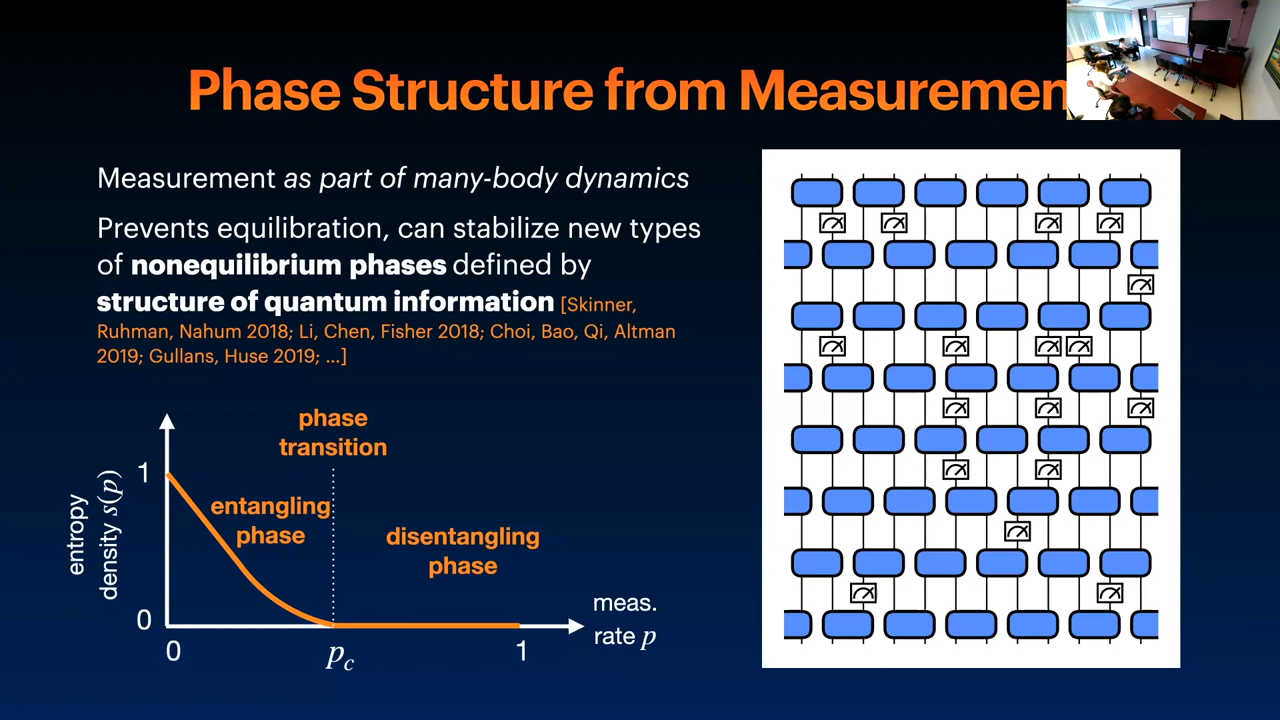 Phase Structure from Measuremen
Measurement as part of many-body dynamics
Prevents equilibration, can stabilize new types
of nonequilibrium phases defined by
structure of quantum information [Skinner,
Ruhman, Nahum 2018; Li, Chen, Fisher 2018; Choi, Bao, Qi, Altman
2019; Gullans, Huse 2019; ...]
phase
transition
entangling
phase
disentangling
phase
entropy
density s(p)
1
0
0
p_c
1
meas.
rate p